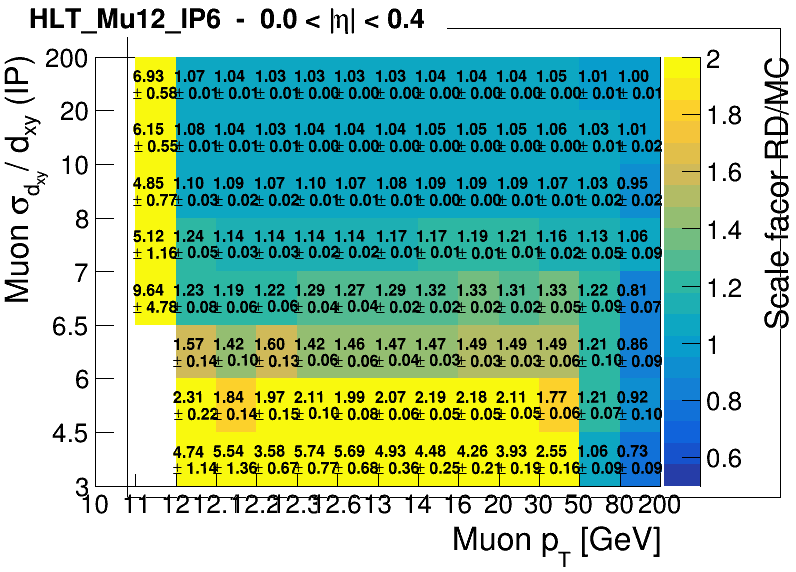 HLT_Mu12_IP6 - 0.0 < |η| < 0.4
Muon σ_{d_{xy}} / d_{xy} (IP)
200
6.93 1.07 1.04 1.03 1.03 1.03 1.03 1.04 1.04 1.04 1.05 1.01 1.00
± 0.58 ± 0.01 ± 0.01 ± 0.01 ± 0.00 ± 0.00 ± 0.00 ± 0.00 ± 0.00 ± 0.00 ± 0.00 ± 0.01 ± 0.01
20
6.15 1.08 1.04 1.03 1.04 1.04 1.04 1.05 1.05 1.05 1.06 1.03 1.01
± 0.55 ± 0.01 ± 0.01 ± 0.01 ± 0.00 ± 0.00 ± 0.00 ± 0.00 ± 0.00 ± 0.00 ± 0.00 ± 0.01 ± 0.02
10
4.85 1.10 1.09 1.07 1.10 1.07 1.08 1.09 1.09 1.09 1.07 1.03 0.95
± 0.77 ± 0.03 ± 0.02 ± 0.02 ± 0.01 ± 0.01 ± 0.01 ± 0.00 ± 0.00 ± 0.00 ± 0.01 ± 0.02 ± 0.02
8
5.12 1.24 1.14 1.14 1.14 1.14 1.17 1.17 1.19 1.21 1.16 1.13 1.06
± 1.16 ± 0.05 ± 0.03 ± 0.03 ± 0.02 ± 0.02 ± 0.01 ± 0.01 ± 0.01 ± 0.01 ± 0.02 ± 0.05 ± 0.09
7
9.64 1.23 1.19 1.22 1.29 1.27 1.29 1.32 1.33 1.31 1.33 1.22 0.81
± 4.78 ± 0.08 ± 0.06 ± 0.06 ± 0.04 ± 0.04 ± 0.02 ± 0.02 ± 0.02 ± 0.02 ± 0.05 ± 0.09 ± 0.07
6.5
1.57 1.42 1.60 1.42 1.46 1.47 1.47 1.49 1.49 1.49 1.21 0.86
± 0.14 ± 0.10 ± 0.13 ± 0.06 ± 0.06 ± 0.04 ± 0.03 ± 0.03 ± 0.03 ± 0.06 ± 0.10 ± 0.09
6
2.31 1.84 1.97 2.11 1.99 2.07 2.19 2.18 2.11 1.77 1.21 0.92
± 0.22 ± 0.14 ± 0.15 ± 0.10 ± 0.08 ± 0.06 ± 0.05 ± 0.05 ± 0.05 ± 0.06 ± 0.07 ± 0.10
4.5
4.74 5.54 3.58 5.74 5.69 4.93 4.48 4.26 3.93 2.55 1.06 0.73
± 1.14 ± 1.36 ± 0.67 ± 0.77 ± 0.68 ± 0.36 ± 0.25 ± 0.21 ± 0.19 ± 0.16 ± 0.09 ± 0.09
3
10 11 12 12.1 12.2 12.3 12.6 13 14 16 20 30 50 80 200
Muon p_T [GeV]
2
1.8
1.6
1.4
1.2
1
0.8
0.6
Scale facor RD/MC